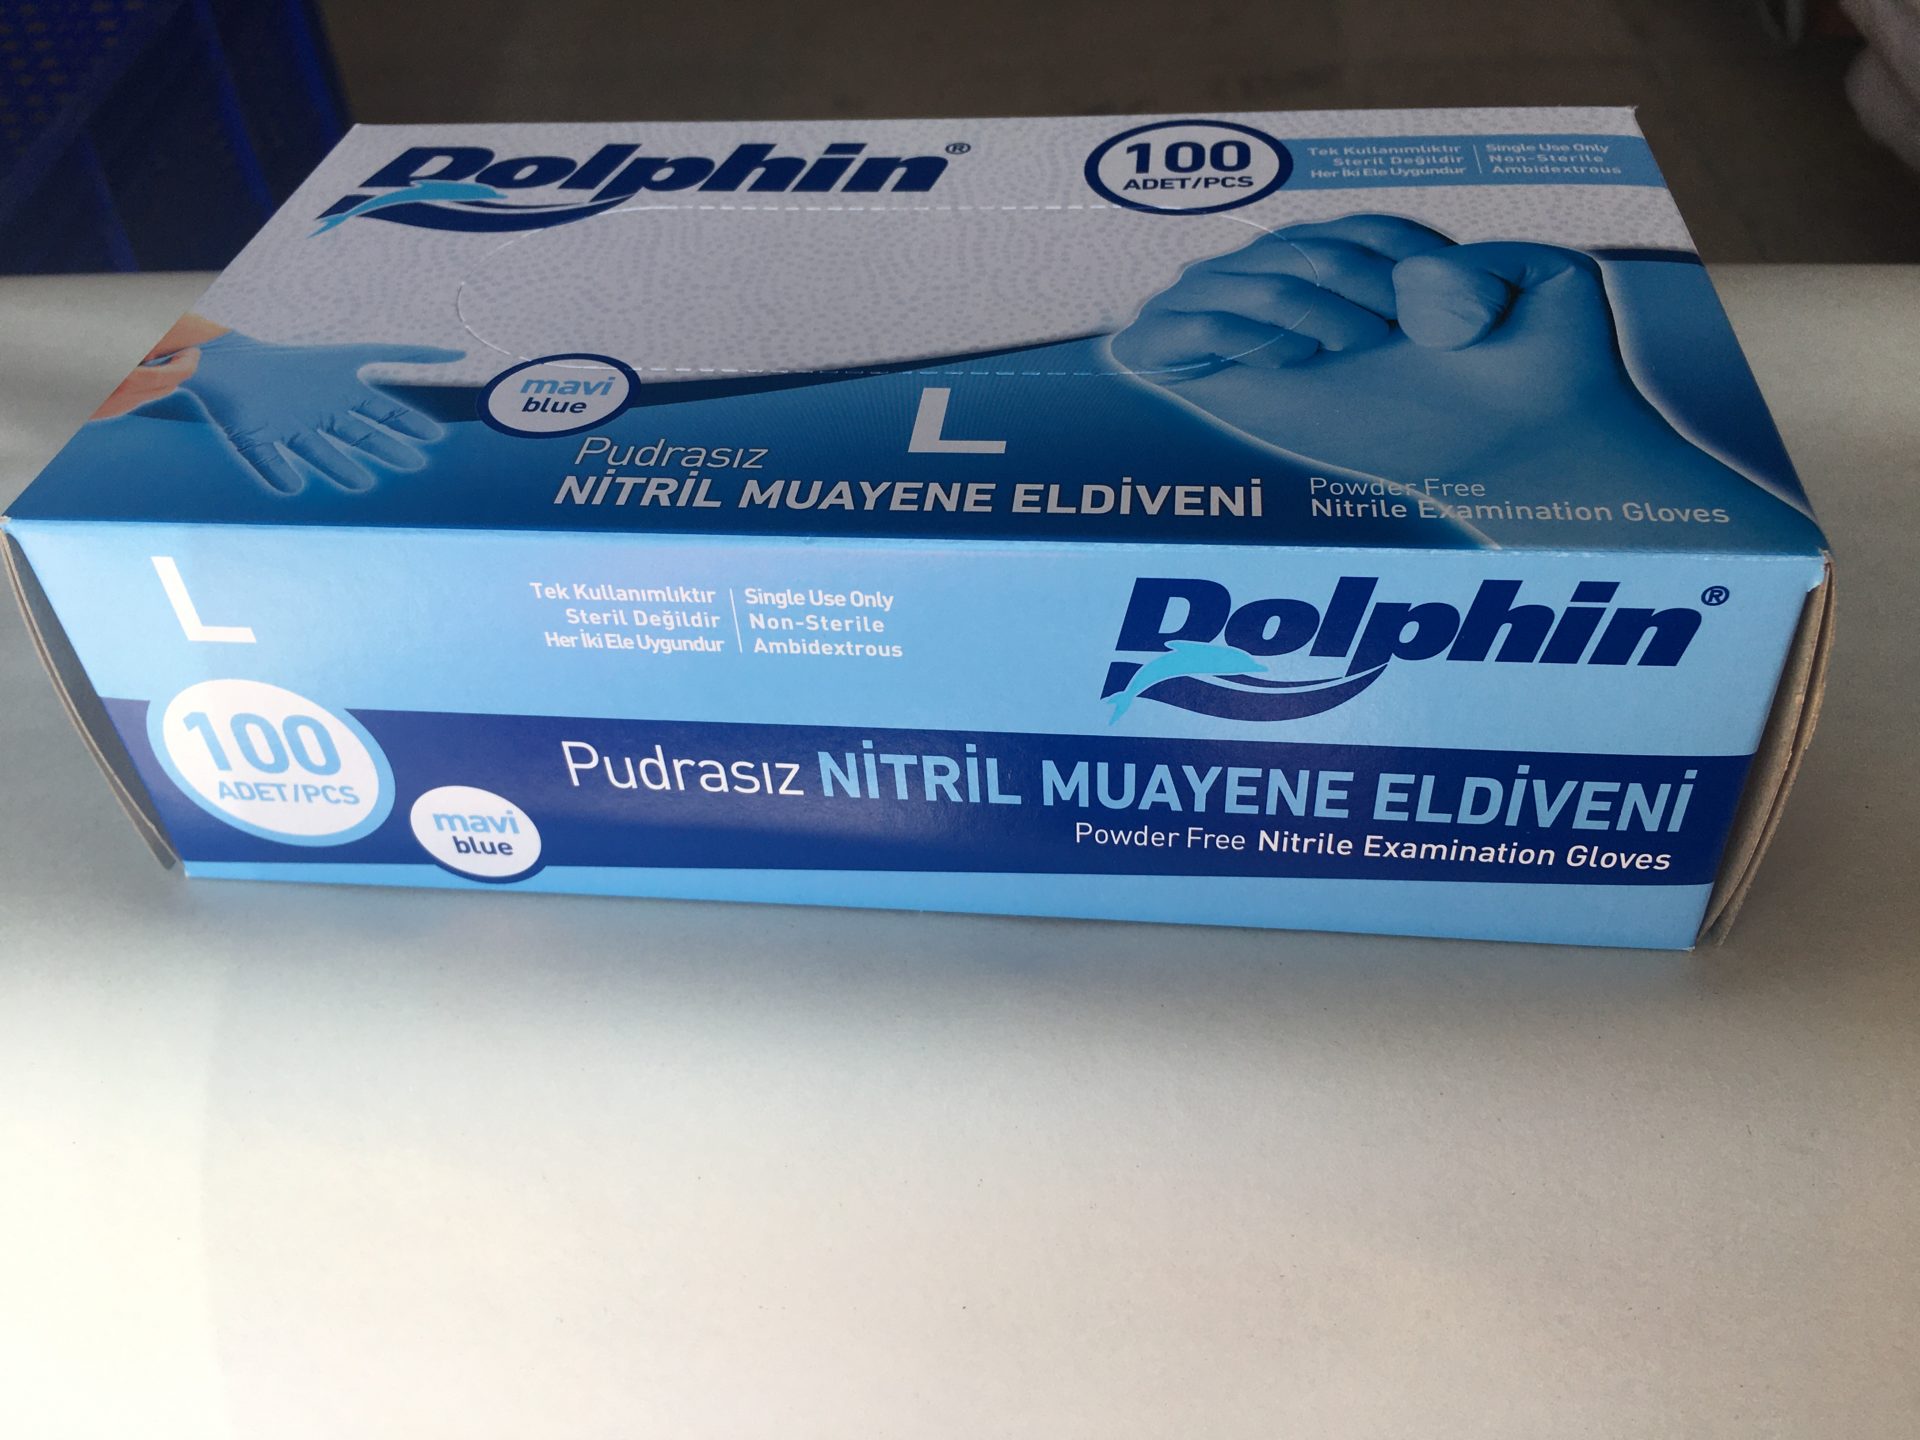 Dolphin®
100
ADET/PCS
Tek Kullanımlıktır
Steril Değildir
Her İki Ele Uygundur
Single Use Only
Non-Sterile
Ambidextrous
mavi
blue
L
Pudrasız
NİTRİL MUAYENE ELDİVENİ
Powder Free
Nitrile Examination Gloves
L
Tek Kullanımlıktır
Steril Değildir
Her İki Ele Uygundur
Single Use Only
Non-Sterile
Ambidextrous
Dolphin®
100
ADET/PCS
mavi
blue
Pudrasız NİTRİL MUAYENE ELDİVENİ
Powder Free Nitrile Examination Gloves